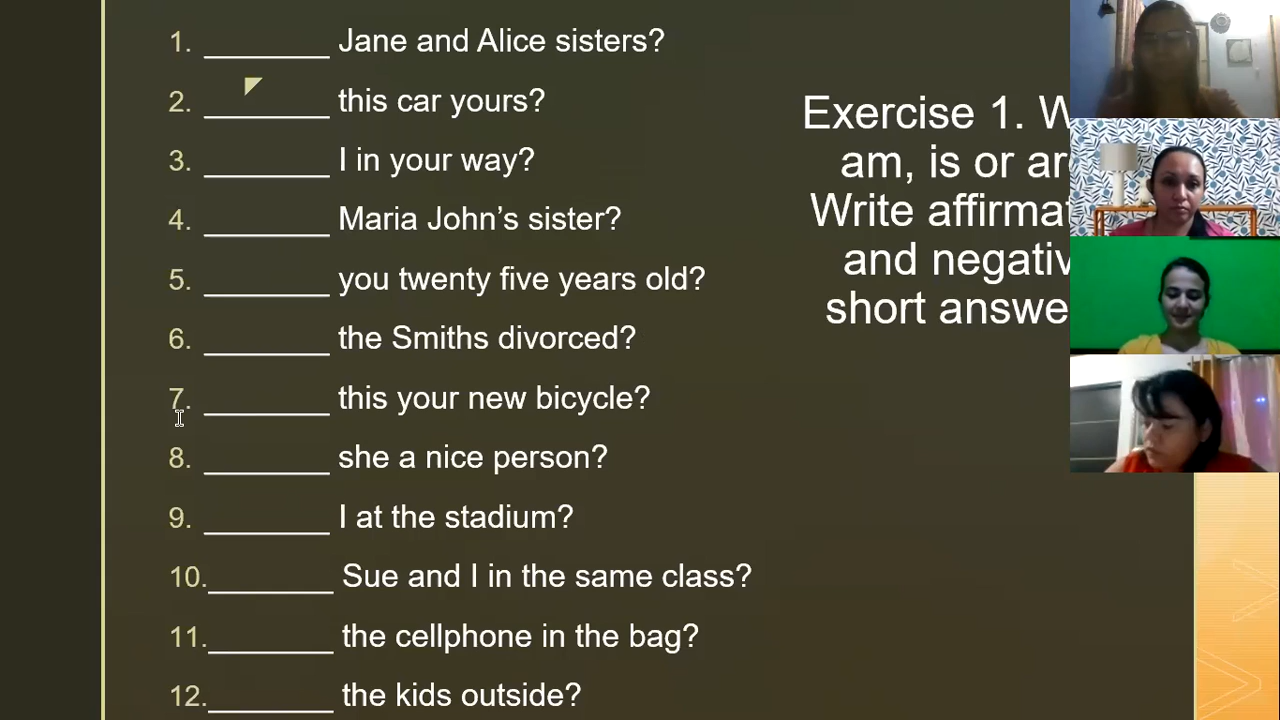 1. ________ Jane and Alice sisters?
2. ________ this car yours?
3. ________ I in your way?
4. ________ Maria John’s sister?
5. ________ you twenty five years old?
6. ________ the Smiths divorced?
7. ________ this your new bicycle?
8. ________ she a nice person?
9. ________ I at the stadium?
10.________ Sue and I in the same class?
11.________ the cellphone in the bag?
12.________ the kids outside?
Exercise 1. W
am, is or ar
Write affirmat
and negativ
short answe